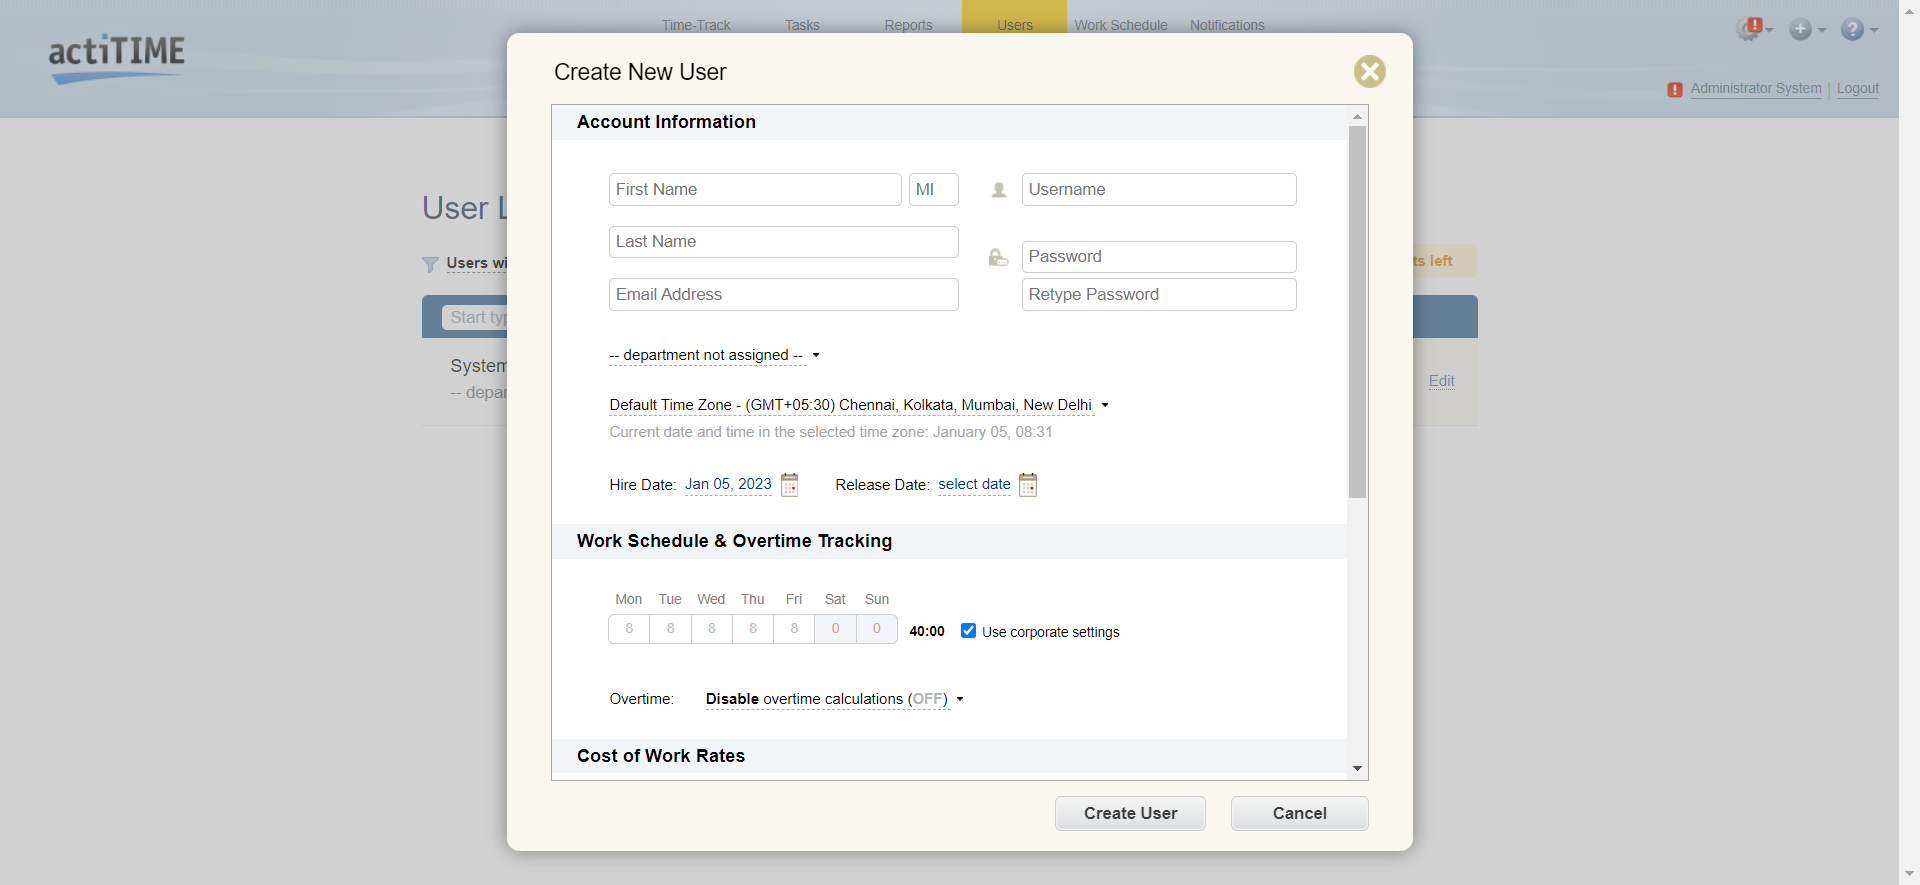 Time-Track Tasks Reports Users Work Schedule Notifications
actiTIME
Administrator System | Logout
Create New User
Account Information
First Name MI Username
Last Name
Password
Email Address Retype Password
-- department not assigned --
Default Time Zone - (GMT+05:30) Chennai, Kolkata, Mumbai, New Delhi
Current date and time in the selected time zone: January 05, 08:31
Hire Date: Jan 05, 2023 Release Date: select date
Work Schedule & Overtime Tracking
Mon Tue Wed Thu Fri Sat Sun
8 8 8 8 8 0 0 40:00 Use corporate settings
Overtime: Disable overtime calculations (OFF)
Cost of Work Rates
Create User Cancel
User L
Users wi
ts left
Start typ
System
-- depar
Edit